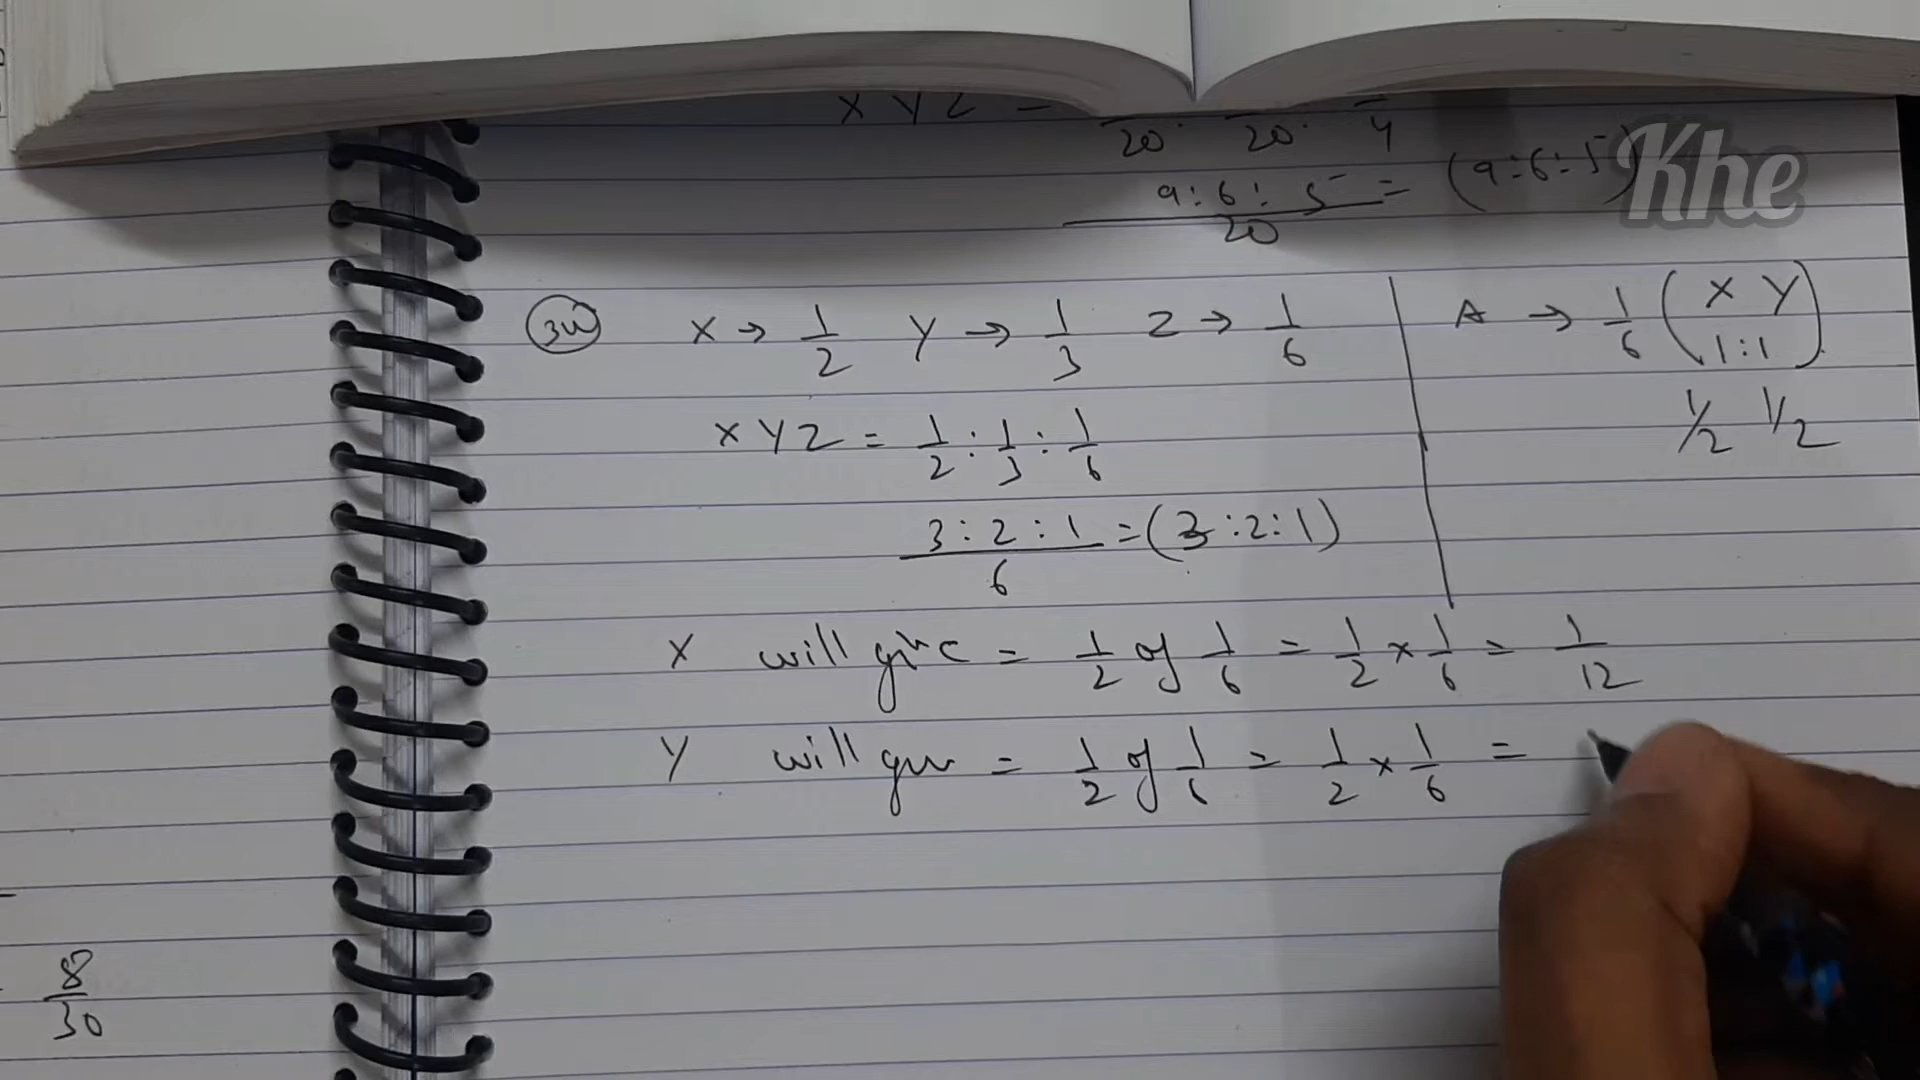 X Y Z =
20 : 20 : 4
9 : 6 : 5 / 20 = (9 : 6 : 5)
Khe
X → 1/2 Y → 1/3 Z → 1/6
A → 1/6 (X Y
1 : 1)
1/2 1/2
X Y Z = 1/2 : 1/3 : 1/6
3 : 2 : 1 / 6 = (3 : 2 : 1)
X will give = 1/2 of 1/6 = 1/2 × 1/6 = 1/12
Y will give = 1/2 of 1/6 = 1/2 × 1/6 =
8/30